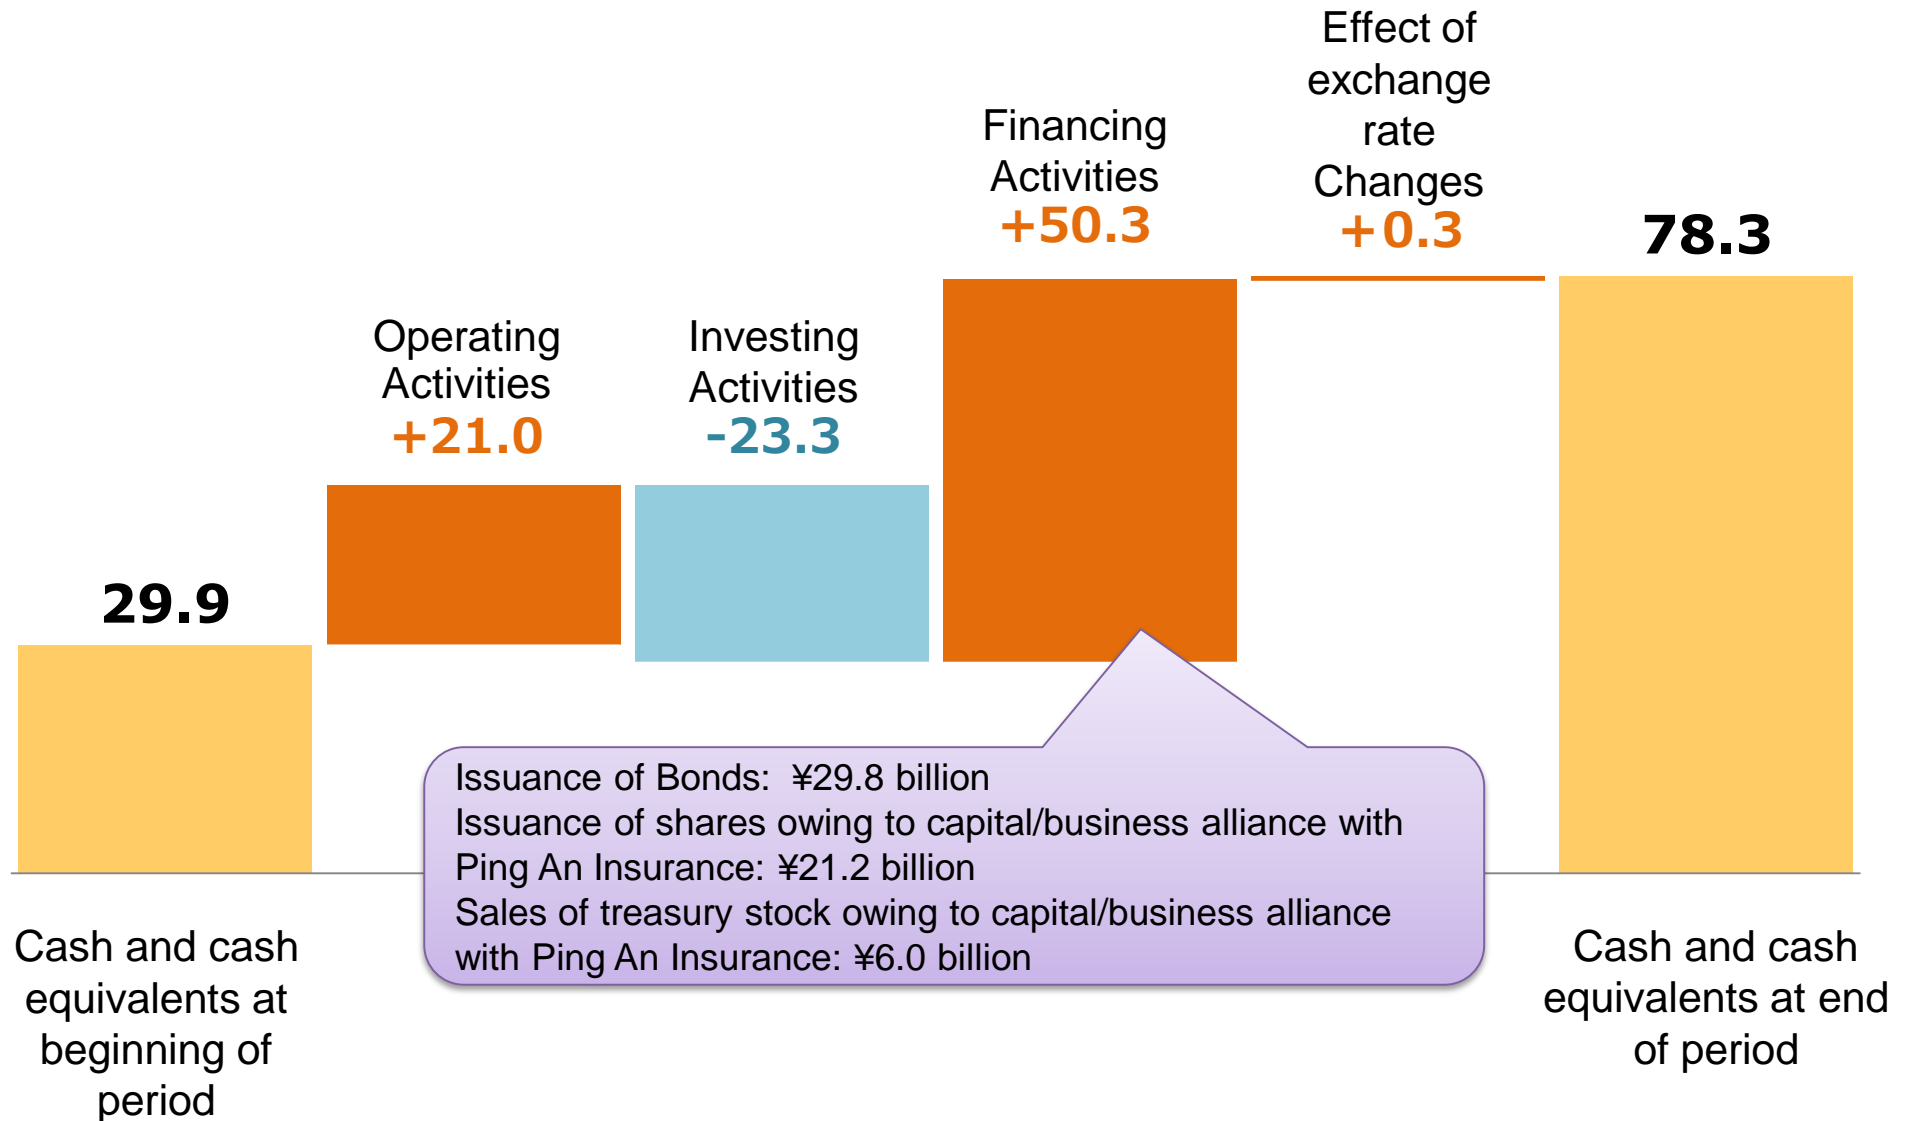 Effect of
exchange
rate
Changes
+0.3
Financing
Activities
+50.3
78.3
Operating
Activities
+21.0
Investing
Activities
-23.3
29.9
Issuance of Bonds:  ¥29.8 billion
Issuance of shares owing to capital/business alliance with
Ping An Insurance: ¥21.2 billion
Sales of treasury stock owing to capital/business alliance
with Ping An Insurance: ¥6.0 billion
Cash and cash
equivalents at
beginning of
period
Cash and cash
equivalents at end
of period